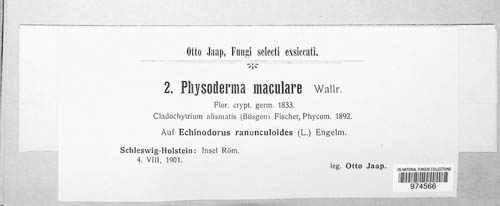 Otto Jaap, Fungi selecti exsiccati.
2. Physoderma maculare Wallr.
Flor. crypt. germ. 1833.
Cladochytrium alismatis (Büsgen) Fischer, Phycom. 1892.
Auf Echinodorus ranunculoides (L.) Engelm.
Schleswig-Holstein: Insel Röm.
4. VIII. 1901.
leg. Otto Jaap.
US NATIONAL FUNGUS COLLECTIONS
974566